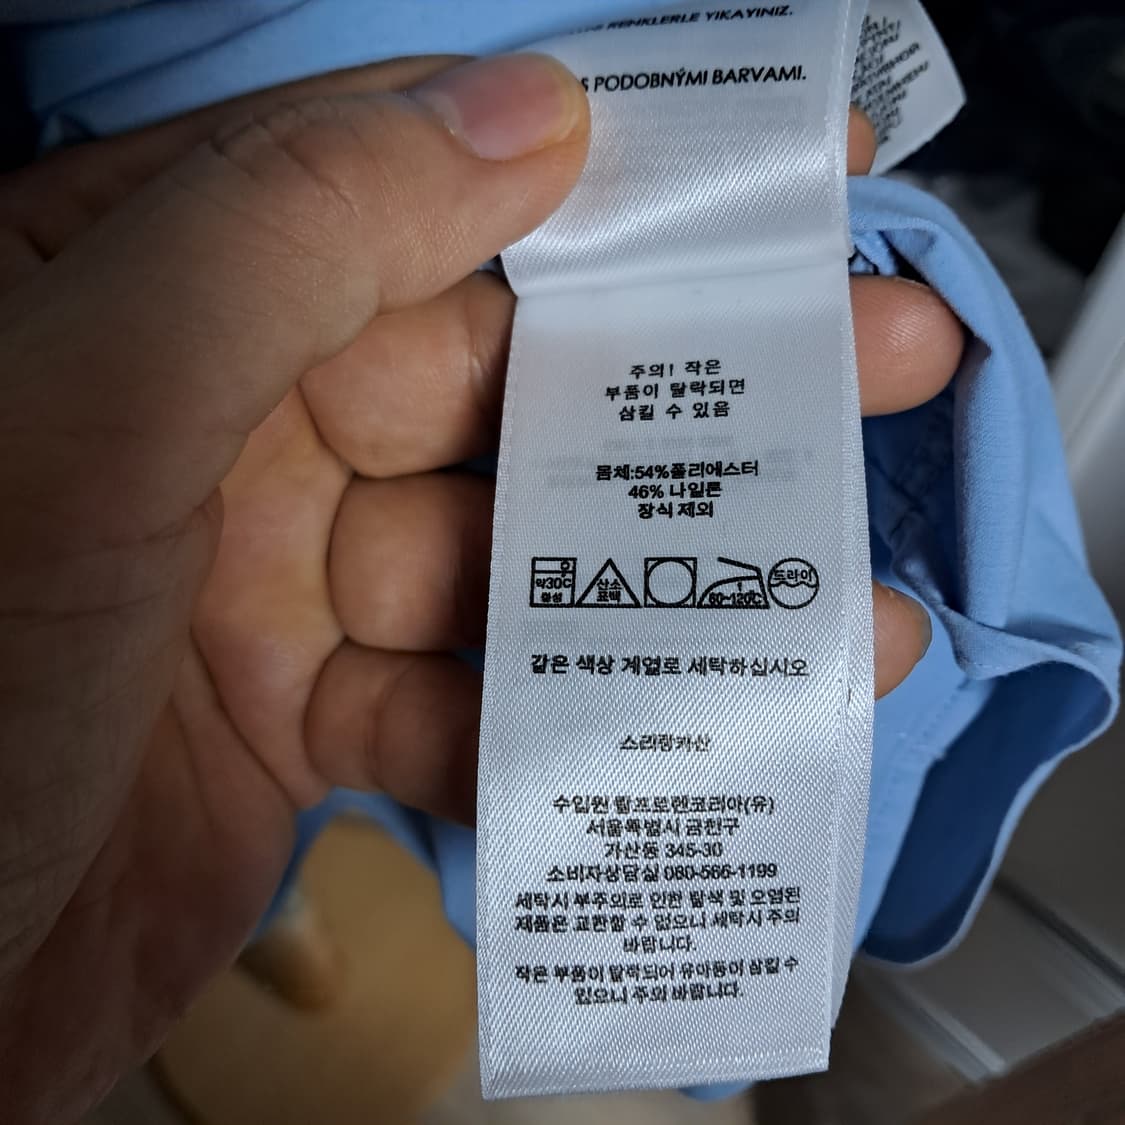 RENKLERLE YIKAYINIZ.
S PODOBNÝMI BARVAMI.
주의! 작은
부품이 탈락되면
삼킬 수 있음
몸체:54%폴리에스터
46% 나일론
장식 제외
약30℃
중성
산소
표백
60~120℃
드라이
같은 색상 계열로 세탁하십시오
스리랑카산
수입원 랄프로렌코리아(유)
서울특별시 금천구
가산동 345-30
소비자상담실 080-566-1199
세탁시 부주의로 인한 탈색 및 오염된
제품은 교환할 수 없으니 세탁시 주의
바랍니다.
작은 부품이 탈락되어 유아등이 삼킬 수
있으니 주의 바랍니다.